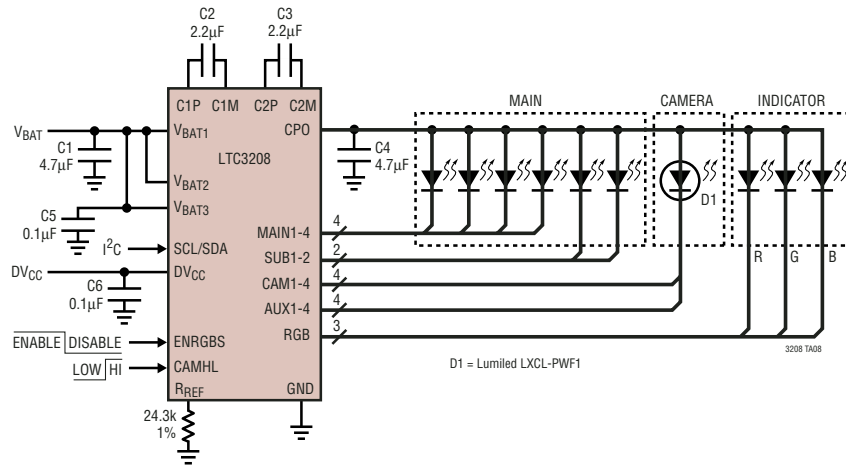 C2
2.2µF
C3
2.2µF
C1P C1M C2P C2M
MAIN CAMERA INDICATOR
VBAT
VBAT1
CPO
C1
4.7µF
LTC3208
C4
4.7µF
VBAT2
VBAT3
D1
C5
0.1µF
MAIN1-4
4
I2C
SCL/SDA
SUB1-2
2
R G B
DVCC
DVCC
CAM1-4
4
C6
0.1µF
AUX1-4
4
RGB
3
ENABLE DISABLE
ENRGBS
3208 TA08
LOW HI
CAMHL
D1 = Lumiled LXCL-PWF1
RREF
GND
24.3k
1%